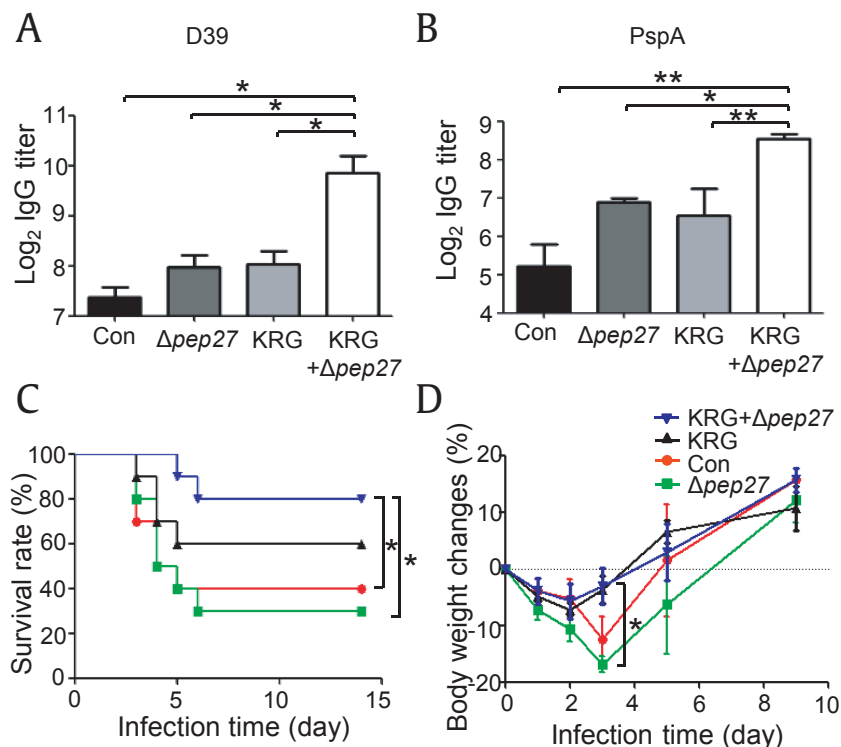 A
D39
* 
*
*
Log₂ IgG titer
11
10
9
8
7
Con
Δpep27
KRG
KRG
+Δpep27
B
PspA
**
*
**
Log₂ IgG titer
9
8
7
6
5
4
Con
Δpep27
KRG
KRG
+Δpep27
C
Survival rate (%)
100
80
60
40
20
0
0
5
10
15
*
*
Infection time (day)
D
KRG+Δpep27
KRG
Con
Δpep27
Body weight changes (%)
20
10
0
-10
-20
*
0
2
4
6
8
10
Infection time (day)